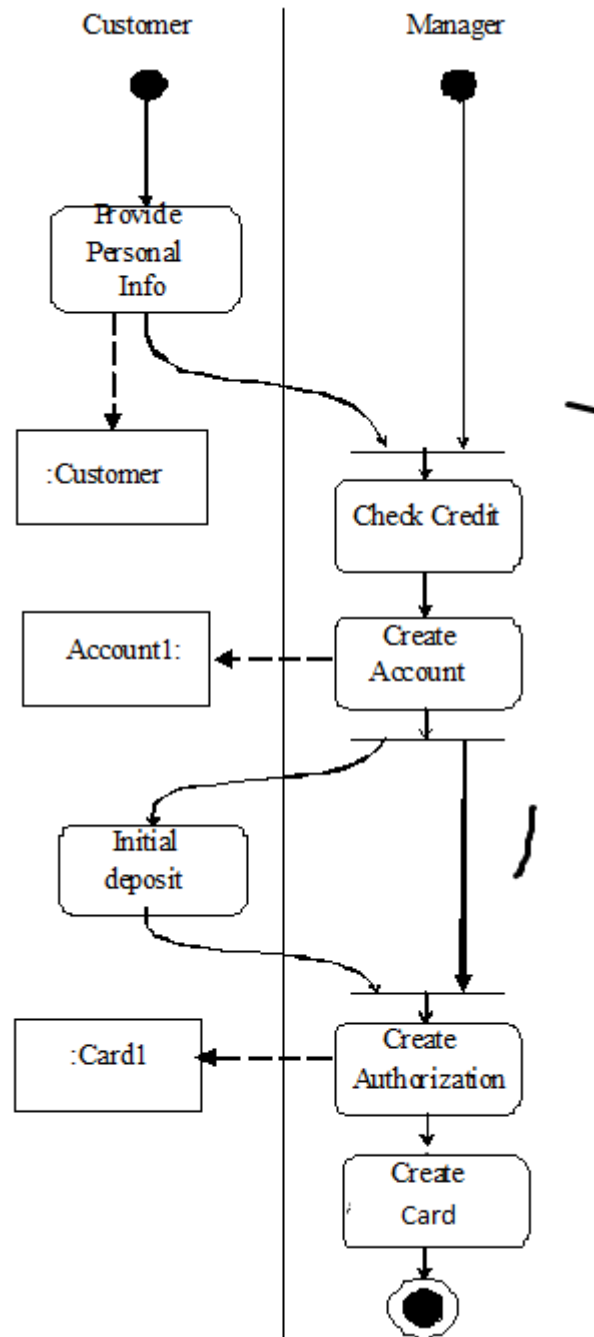 Customer
Manager
Provide
Personal
Info
:Customer
Check Credit
Account1:
Create
Account
Initial
deposit
:Card1
Create
Authorization
Create
Card